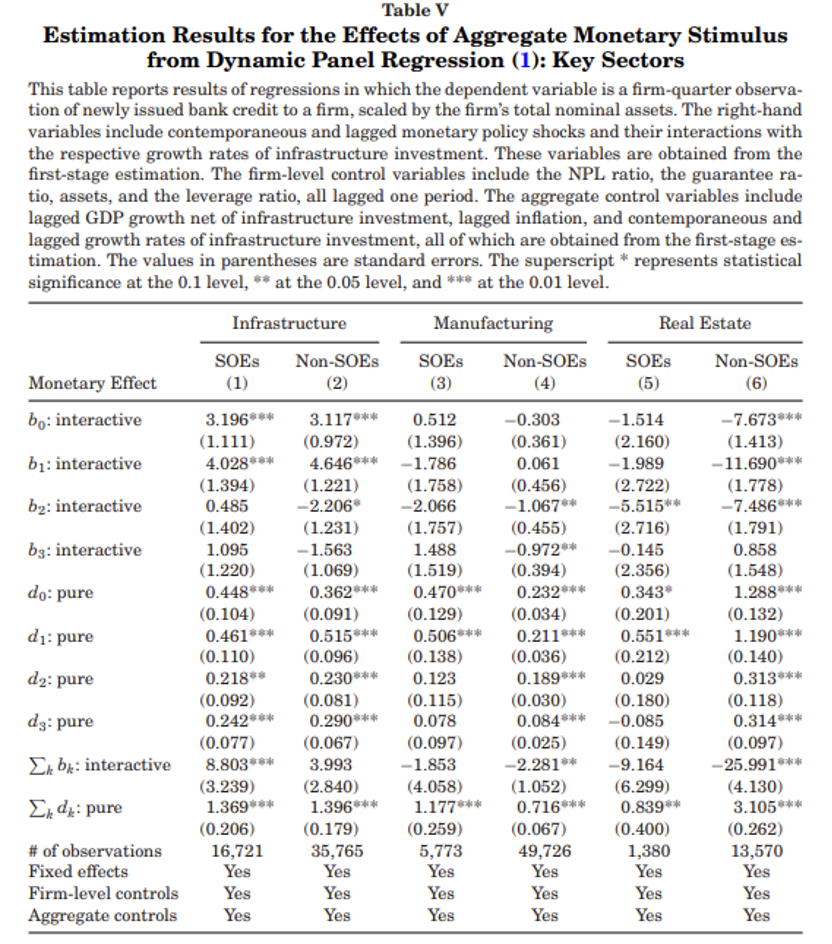 Table V
Estimation Results for the Effects of Aggregate Monetary Stimulus
from Dynamic Panel Regression (1): Key Sectors
This table reports results of regressions in which the dependent variable is a firm-quarter observa-
tion of newly issued bank credit to a firm, scaled by the firm's total nominal assets. The right-hand
variables include contemporaneous and lagged monetary policy shocks and their interactions with
the respective growth rates of infrastructure investment. These variables are obtained from the
first-stage estimation. The firm-level control variables include the NPL ratio, the guarantee ra-
tio, assets, and the leverage ratio, all lagged one period. The aggregate control variables include
lagged GDP growth net of infrastructure investment, lagged inflation, and contemporaneous and
lagged growth rates of infrastructure investment, all of which are obtained from the first-stage es-
timation. The values in parentheses are standard errors. The superscript * represents statistical
significance at the 0.1 level, ** at the 0.05 level, and *** at the 0.01 level.
Infrastructure Manufacturing Real Estate
SOEs Non-SOEs SOEs Non-SOEs SOEs Non-SOEs
Monetary Effect (1) (2) (3) (4) (5) (6)
b₀: interactive 3.196*** 3.117*** 0.512 −0.303 −1.514 −7.673***
(1.111) (0.972) (1.396) (0.361) (2.160) (1.413)
b₁: interactive 4.028*** 4.646*** −1.786 0.061 −1.989 −11.690***
(1.394) (1.221) (1.758) (0.456) (2.722) (1.778)
b₂: interactive 0.485 −2.206* −2.066 −1.067** −5.515** −7.486***
(1.402) (1.231) (1.757) (0.455) (2.716) (1.791)
b₃: interactive 1.095 −1.563 1.488 −0.972** −0.145 0.858
(1.220) (1.069) (1.519) (0.394) (2.356) (1.548)
d₀: pure 0.448*** 0.362*** 0.470*** 0.232*** 0.343* 1.288***
(0.104) (0.091) (0.129) (0.034) (0.201) (0.132)
d₁: pure 0.461*** 0.515*** 0.506*** 0.211*** 0.551*** 1.190***
(0.110) (0.096) (0.138) (0.036) (0.212) (0.140)
d₂: pure 0.218** 0.230*** 0.123 0.189*** 0.029 0.313***
(0.092) (0.081) (0.115) (0.030) (0.180) (0.118)
d₃: pure 0.242*** 0.290*** 0.078 0.084*** −0.085 0.314***
(0.077) (0.067) (0.097) (0.025) (0.149) (0.097)
∑ₖ bₖ: interactive 8.803*** 3.993 −1.853 −2.281** −9.164 −25.991***
(3.239) (2.840) (4.058) (1.052) (6.299) (4.130)
∑ₖ dₖ: pure 1.369*** 1.396*** 1.177*** 0.716*** 0.839** 3.105***
(0.206) (0.179) (0.259) (0.067) (0.400) (0.262)
# of observations 16,721 35,765 5,773 49,726 1,380 13,570
Fixed effects Yes Yes Yes Yes Yes Yes
Firm-level controls Yes Yes Yes Yes Yes Yes
Aggregate controls Yes Yes Yes Yes Yes Yes